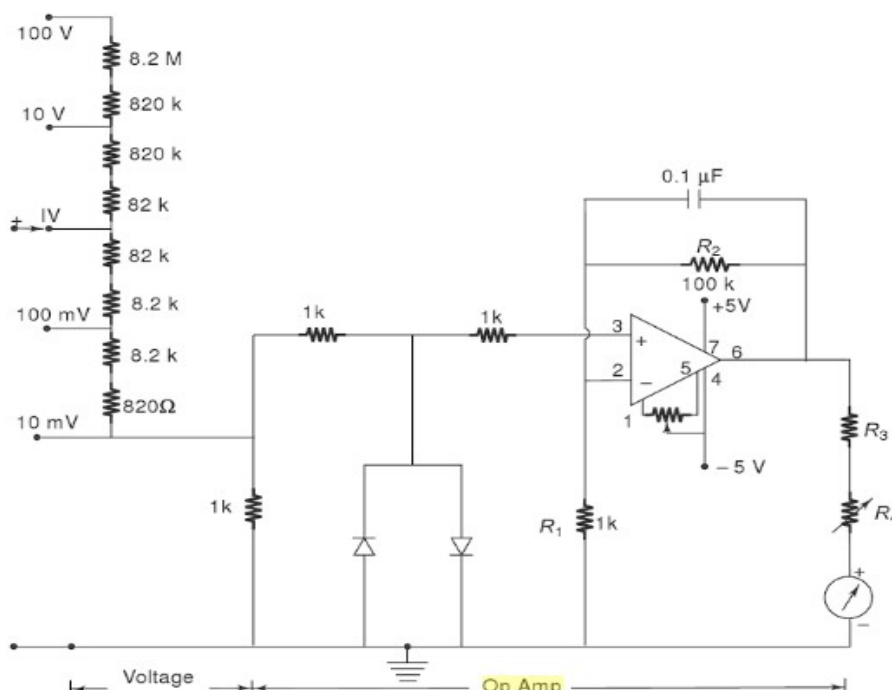 100 V
8.2 M
10 V
820 k
820 k
+ 1V
82 k
82 k
100 mV
8.2 k
8.2 k
10 mV
820Ω
1k
1k
1k
0.1 µF
R2
100 k
+5V
3
+
7
6
2
−
5
4
1
− 5 V
R1
1k
R3
+
−
Voltage
Op Amp